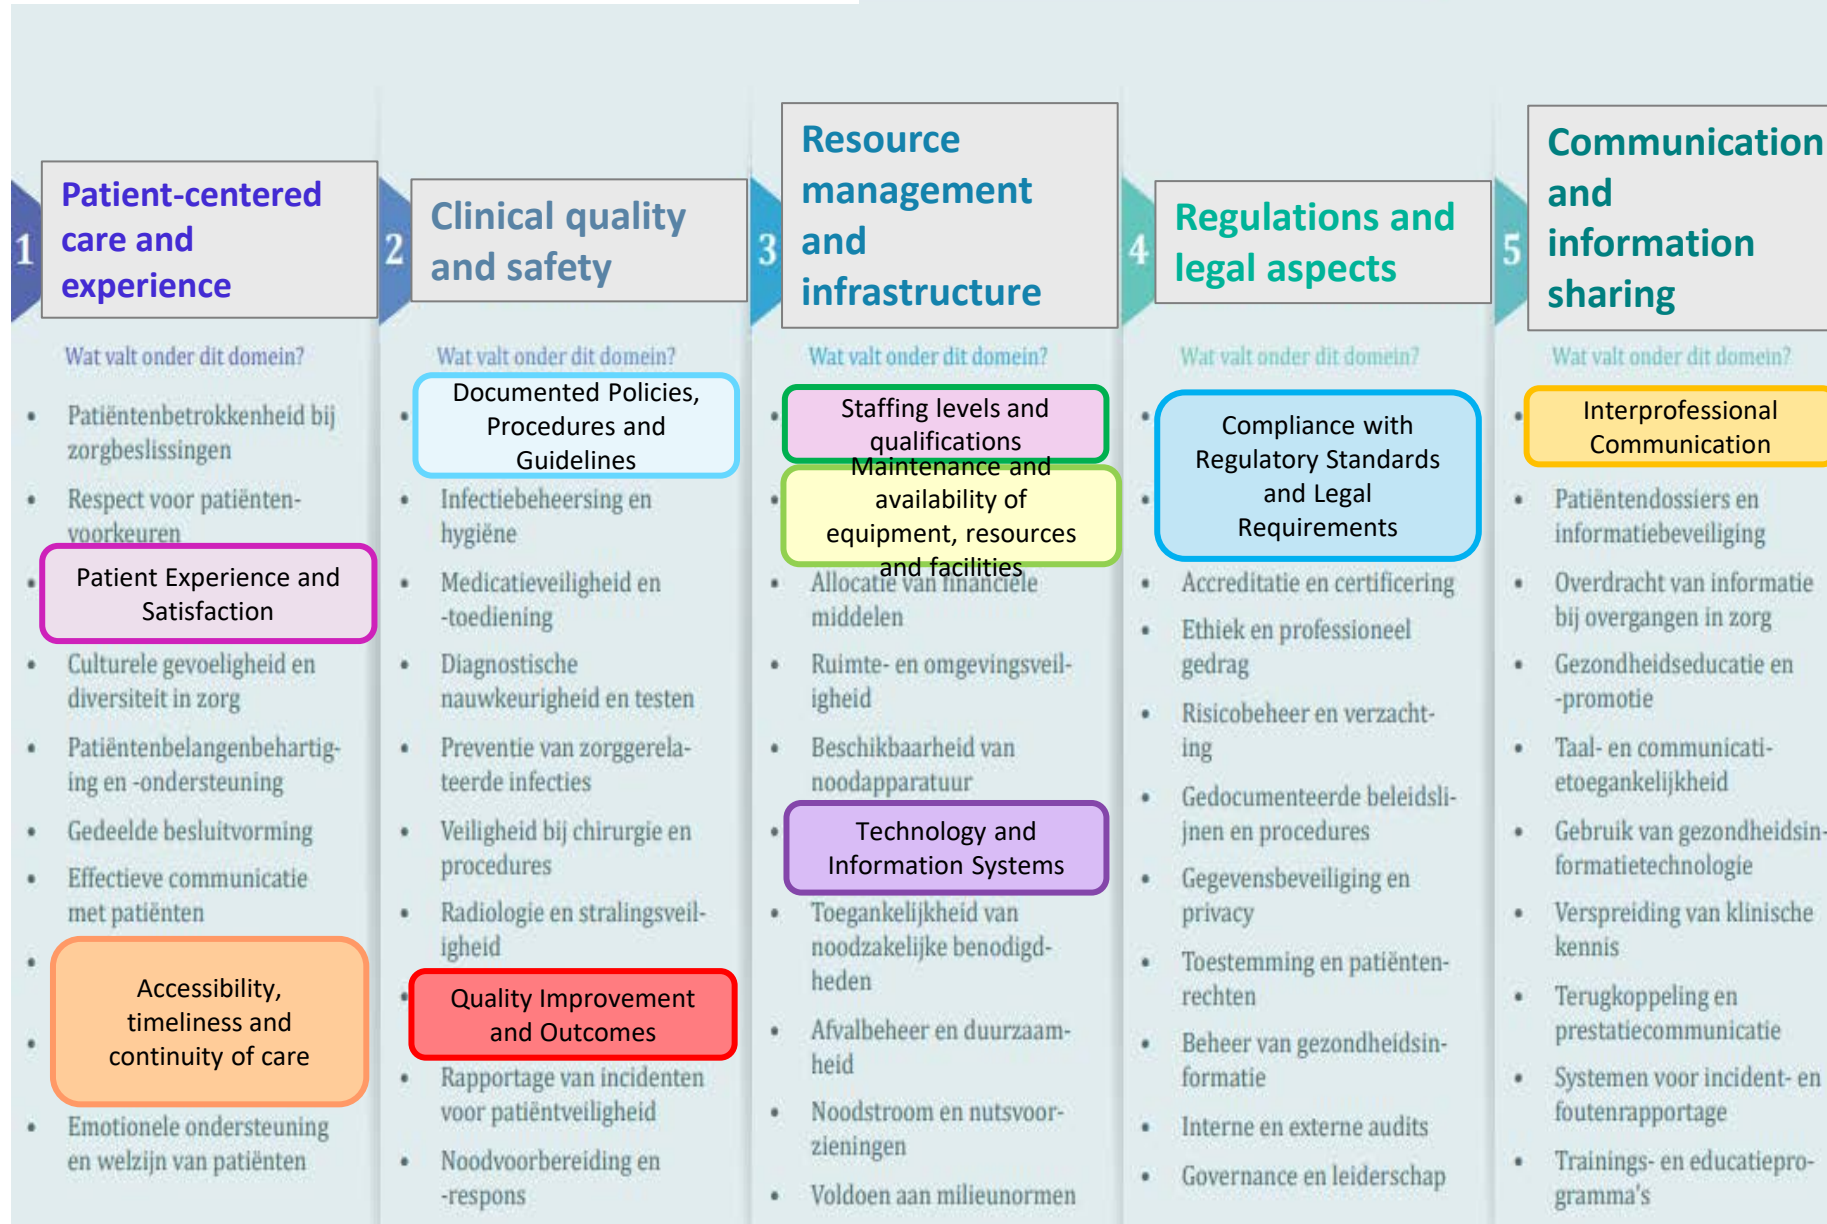 1
Patient-centered
care and
experience
Wat valt onder dit domein?
• Patiëntenbetrokkenheid bij
zorgbeslissingen
• Respect voor patiënten-
voorkeuren
Patient Experience and
Satisfaction
• Culturele gevoeligheid en
diversiteit in zorg
• Patiëntenbelangenbehartig-
ing en -ondersteuning
• Gedeelde besluitvorming
• Effectieve communicatie
met patiënten
Accessibility,
timeliness and
continuity of care
• Emotionele ondersteuning
en welzijn van patiënten
2
Clinical quality
and safety
Wat valt onder dit domein?
Documented Policies,
Procedures and
Guidelines
• Infectiebeheersing en
hygiëne
• Medicatieveiligheid en
-toediening
• Diagnostische
nauwkeurigheid en testen
• Preventie van zorggerela-
teerde infecties
• Veiligheid bij chirurgie en
procedures
• Radiologie en stralingsveil-
igheid
Quality Improvement
and Outcomes
• Rapportage van incidenten
voor patiëntveiligheid
• Noodvoorbereiding en
-respons
3
Resource
management
and
infrastructure
Wat valt onder dit domein?
Staffing levels and
qualifications
Maintenance and
availability of
equipment, resources
and facilities
• Allocatie van financiële
middelen
• Ruimte- en omgevingsveil-
igheid
• Beschikbaarheid van
noodapparatuur
Technology and
Information Systems
• Toegankelijkheid van
noodzakelijke benodigd-
heden
• Afvalbeheer en duurzaam-
heid
• Noodstroom en nutsvoor-
zieningen
• Voldoen aan milieunormen
4
Regulations and
legal aspects
Wat valt onder dit domein?
Compliance with
Regulatory Standards
and Legal
Requirements
• Accreditatie en certificering
• Ethiek en professioneel
gedrag
• Risicobeheer en verzacht-
ing
• Gedocumenteerde beleidsli-
jnen en procedures
• Gegevensbeveiliging en
privacy
• Toestemming en patiënten-
rechten
• Beheer van gezondheidsin-
formatie
• Interne en externe audits
• Governance en leiderschap
5
Communication
and
information
sharing
Wat valt onder dit domein?
Interprofessional
Communication
• Patiëntendossiers en
informatiebeveiliging
• Overdracht van informatie
bij overgangen in zorg
• Gezondheidseducatie en
-promotie
• Taal- en communicati-
etoegankelijkheid
• Gebruik van gezondheidsin-
formatietechnologie
• Verspreiding van klinische
kennis
• Terugkoppeling en
prestatiecommunicatie
• Systemen voor incident- en
foutenrapportage
• Trainings- en educatiepro-
gramma's